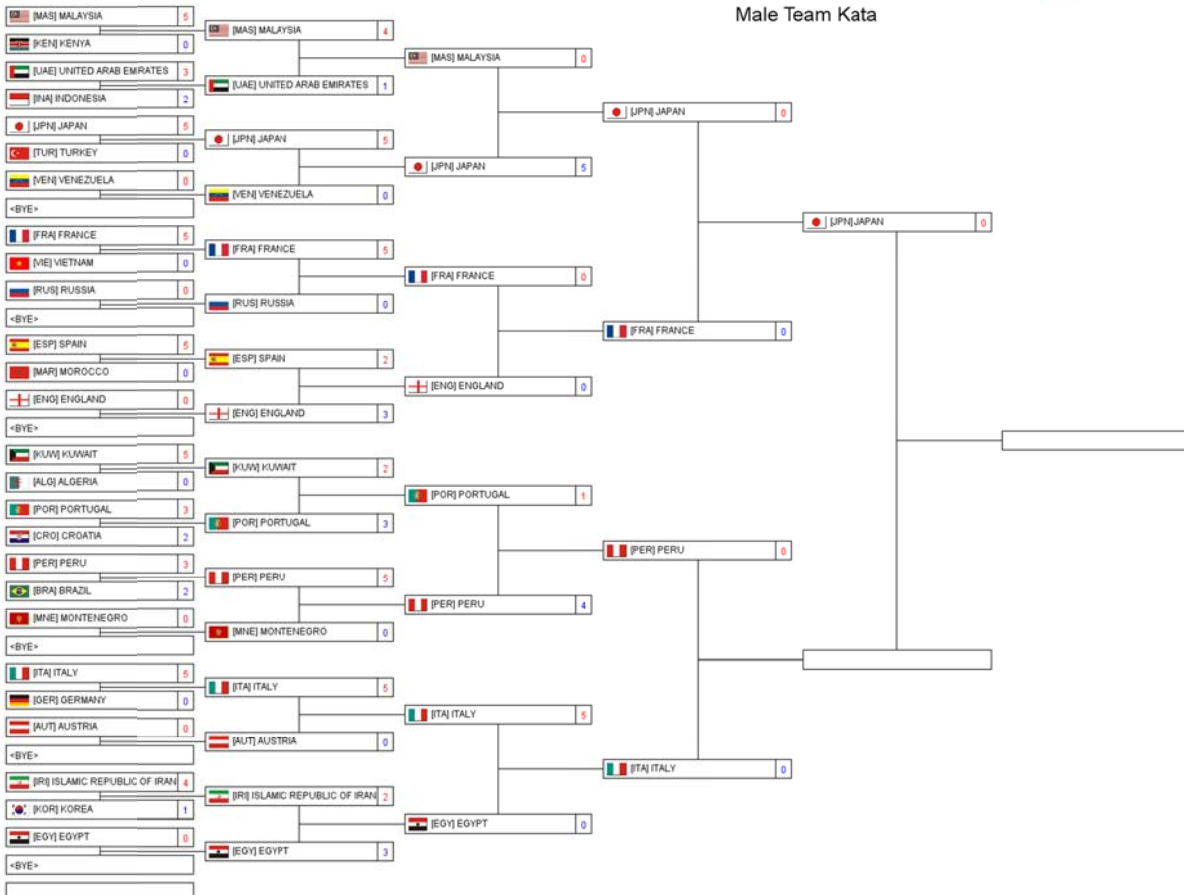 Male Team Kata
[MAS] MALAYSIA 5
[KEN] KENYA 0
[UAE] UNITED ARAB EMIRATES 3
[INA] INDONESIA 2
[JPN] JAPAN 5
[TUR] TURKEY 0
[VEN] VENEZUELA 0
<BYE>
[FRA] FRANCE 5
[VIE] VIETNAM 0
[RUS] RUSSIA 0
<BYE>
[ESP] SPAIN 5
[MAR] MOROCCO 0
[ENG] ENGLAND 0
<BYE>
[KUW] KUWAIT 5
[ALG] ALGERIA 0
[POR] PORTUGAL 3
[CRO] CROATIA 2
[PER] PERU 3
[BRA] BRAZIL 2
[MNE] MONTENEGRO 0
<BYE>
[ITA] ITALY 5
[GER] GERMANY 0
[AUT] AUSTRIA 0
<BYE>
[IRI] ISLAMIC REPUBLIC OF IRAN 4
[KOR] KOREA 1
[EGY] EGYPT 0
<BYE>
[MAS] MALAYSIA 4
[UAE] UNITED ARAB EMIRATES 1
[JPN] JAPAN 5
[VEN] VENEZUELA 0
[FRA] FRANCE 5
[RUS] RUSSIA 0
[ESP] SPAIN 2
[ENG] ENGLAND 3
[KUW] KUWAIT 2
[POR] PORTUGAL 3
[PER] PERU 5
[MNE] MONTENEGRO 0
[ITA] ITALY 5
[AUT] AUSTRIA 0
[IRI] ISLAMIC REPUBLIC OF IRAN 2
[EGY] EGYPT 3
[MAS] MALAYSIA 0
[JPN] JAPAN 5
[FRA] FRANCE 0
[ENG] ENGLAND 0
[POR] PORTUGAL 1
[PER] PERU 4
[ITA] ITALY 5
[EGY] EGYPT 0
[JPN] JAPAN 0
[FRA] FRANCE 0
[PER] PERU 0
[ITA] ITALY 0
[JPN]JAPAN 0